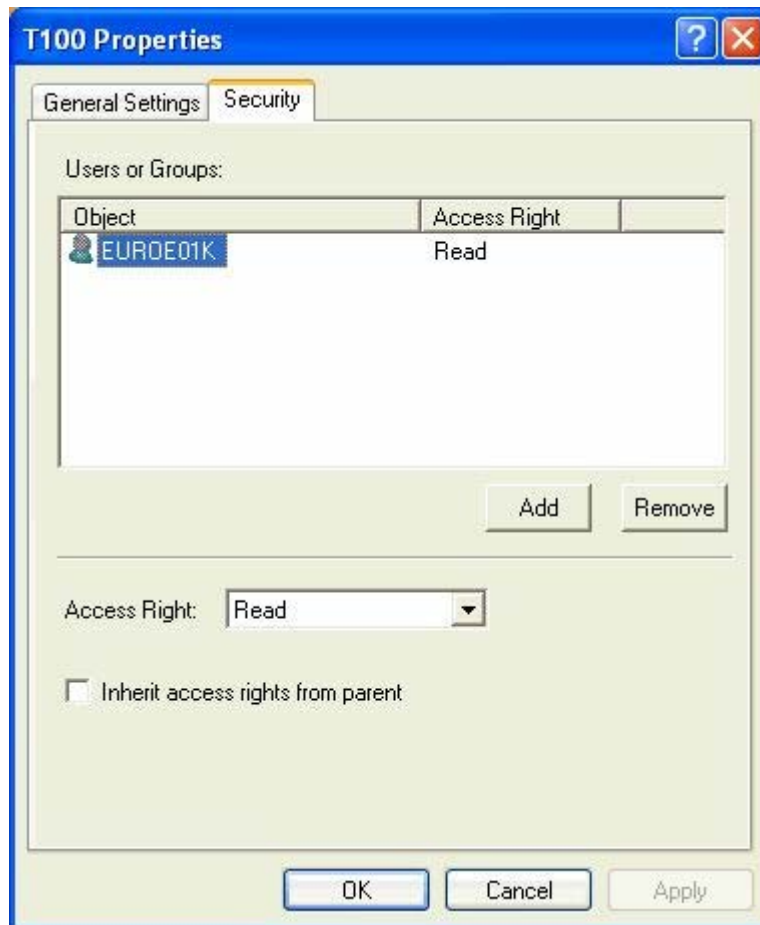 T100 Properties
General Settings Security
Users or Groups:
Object Access Right
EUROE01K Read
Add Remove
Access Right: Read
Inherit access rights from parent
OK Cancel Apply